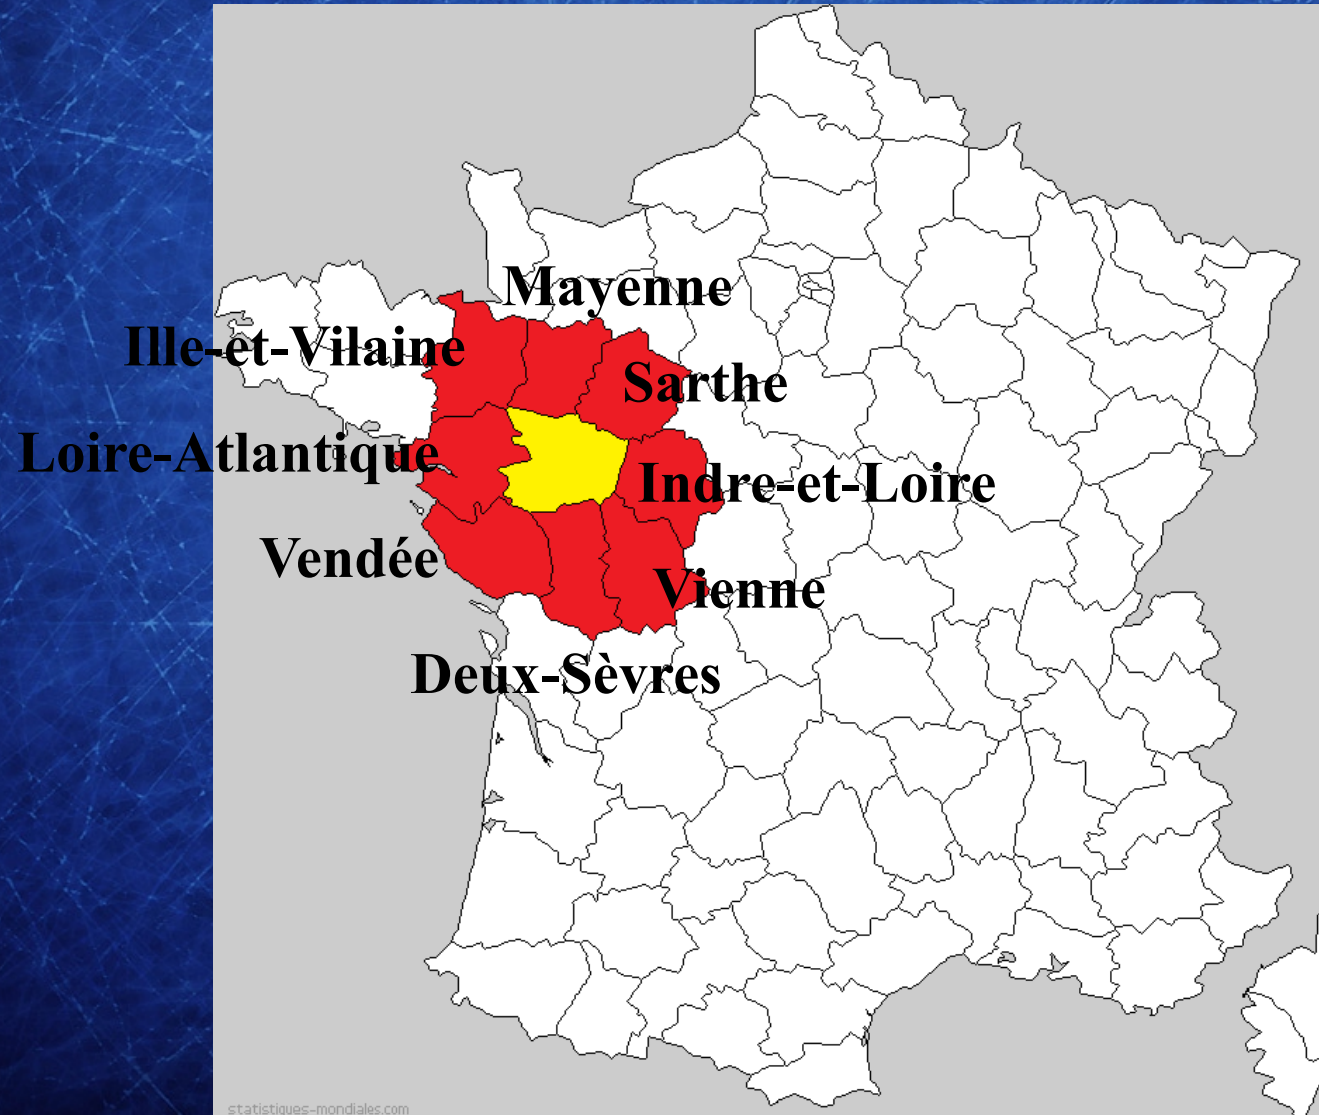 Mayenne
Ille-et-Vilaine
Sarthe
Loire-Atlantique
Indre-et-Loire
Vendée
Vienne
Deux-Sèvres
statistiques-mondiales.com